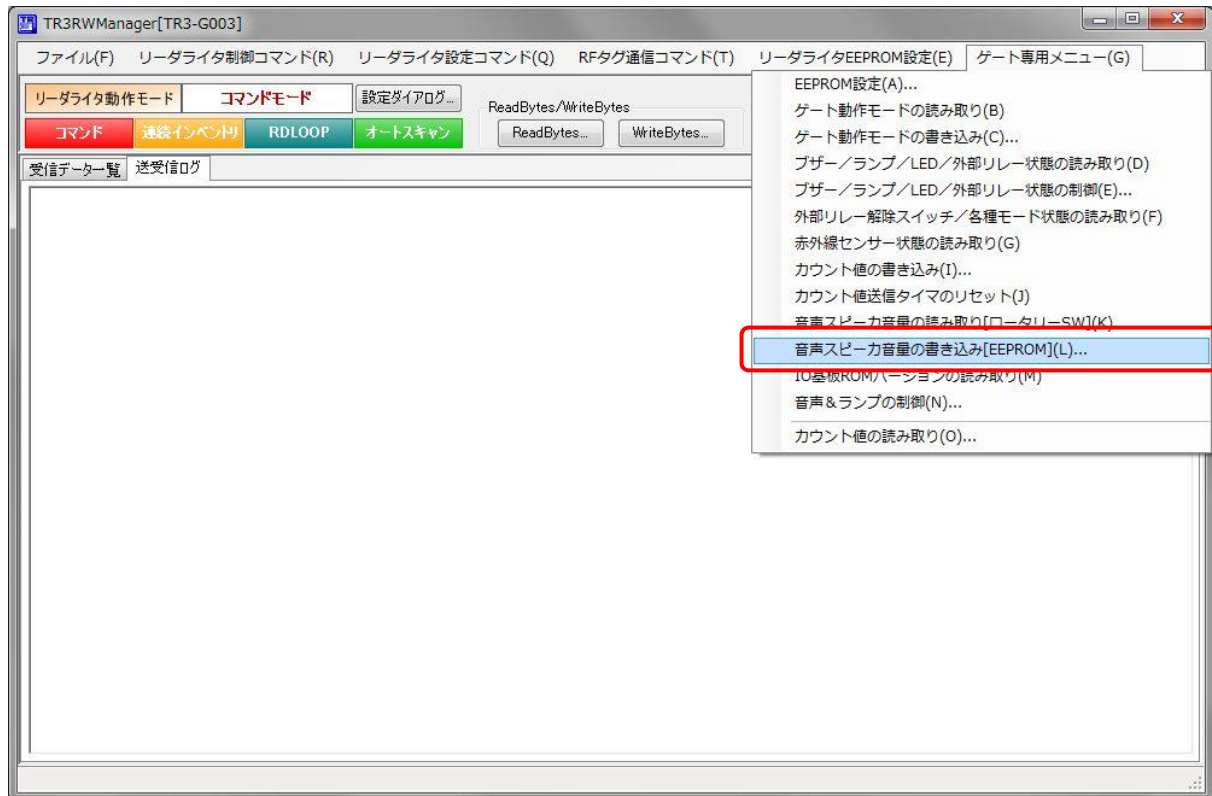 TR3RWManager[TR3-G003]
ファイル(F) リーダライタ制御コマンド(R) リーダライタ設定コマンド(Q) RFタグ通信コマンド(T) リーダライタEEPROM設定(E) ゲート専用メニュー(G)
リーダライタ動作モード コマンドモード 設定ダイアログ...
ReadBytes/WriteBytes
コマンド 連続インベントリ RDLOOP オートスキャン ReadBytes... WriteBytes...
受信データ一覧 送受信ログ
EEPROM設定(A)...
ゲート動作モードの読み取り(B)
ゲート動作モードの書き込み(C)...
ブザー／ランプ／LED／外部リレー状態の読み取り(D)
ブザー／ランプ／LED／外部リレー状態の制御(E)...
外部リレー解除スイッチ／各種モード状態の読み取り(F)
赤外線センサー状態の読み取り(G)
カウント値の書き込み(I)...
カウント値送信タイマのリセット(J)
音声スピーカ音量の読み取り[ロータリーSW](K)
音声スピーカ音量の書き込み[EEPROM](L)...
IO基板ROMバージョンの読み取り(M)
音声＆ランプの制御(N)...
カウント値の読み取り(O)...